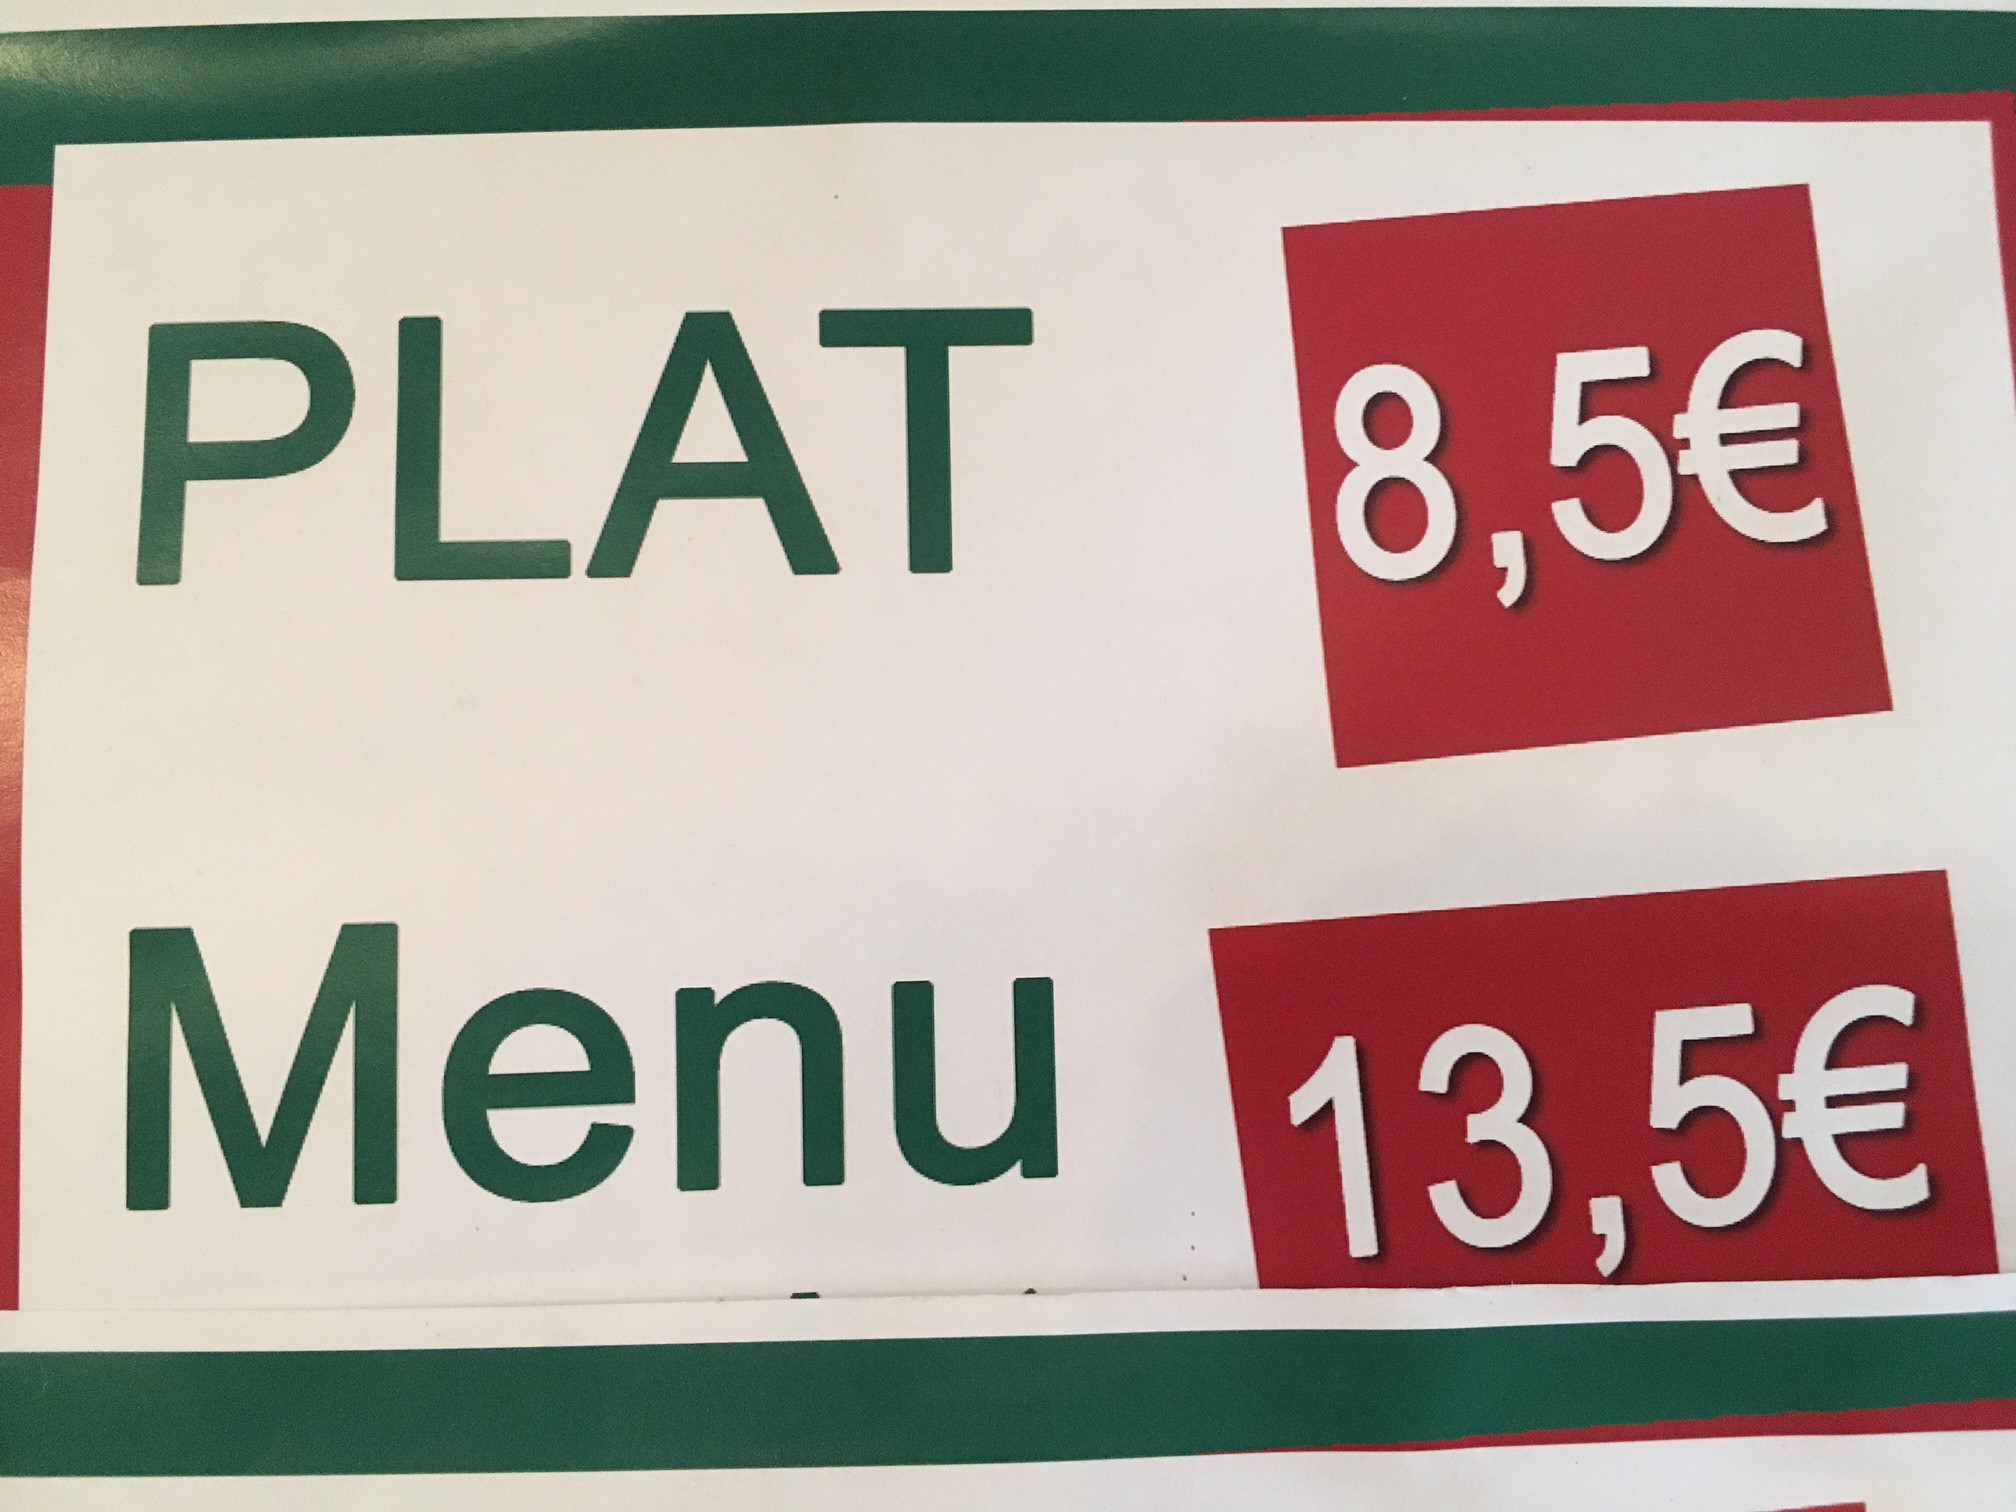 PLAT 8,5€
Menu 13,5€